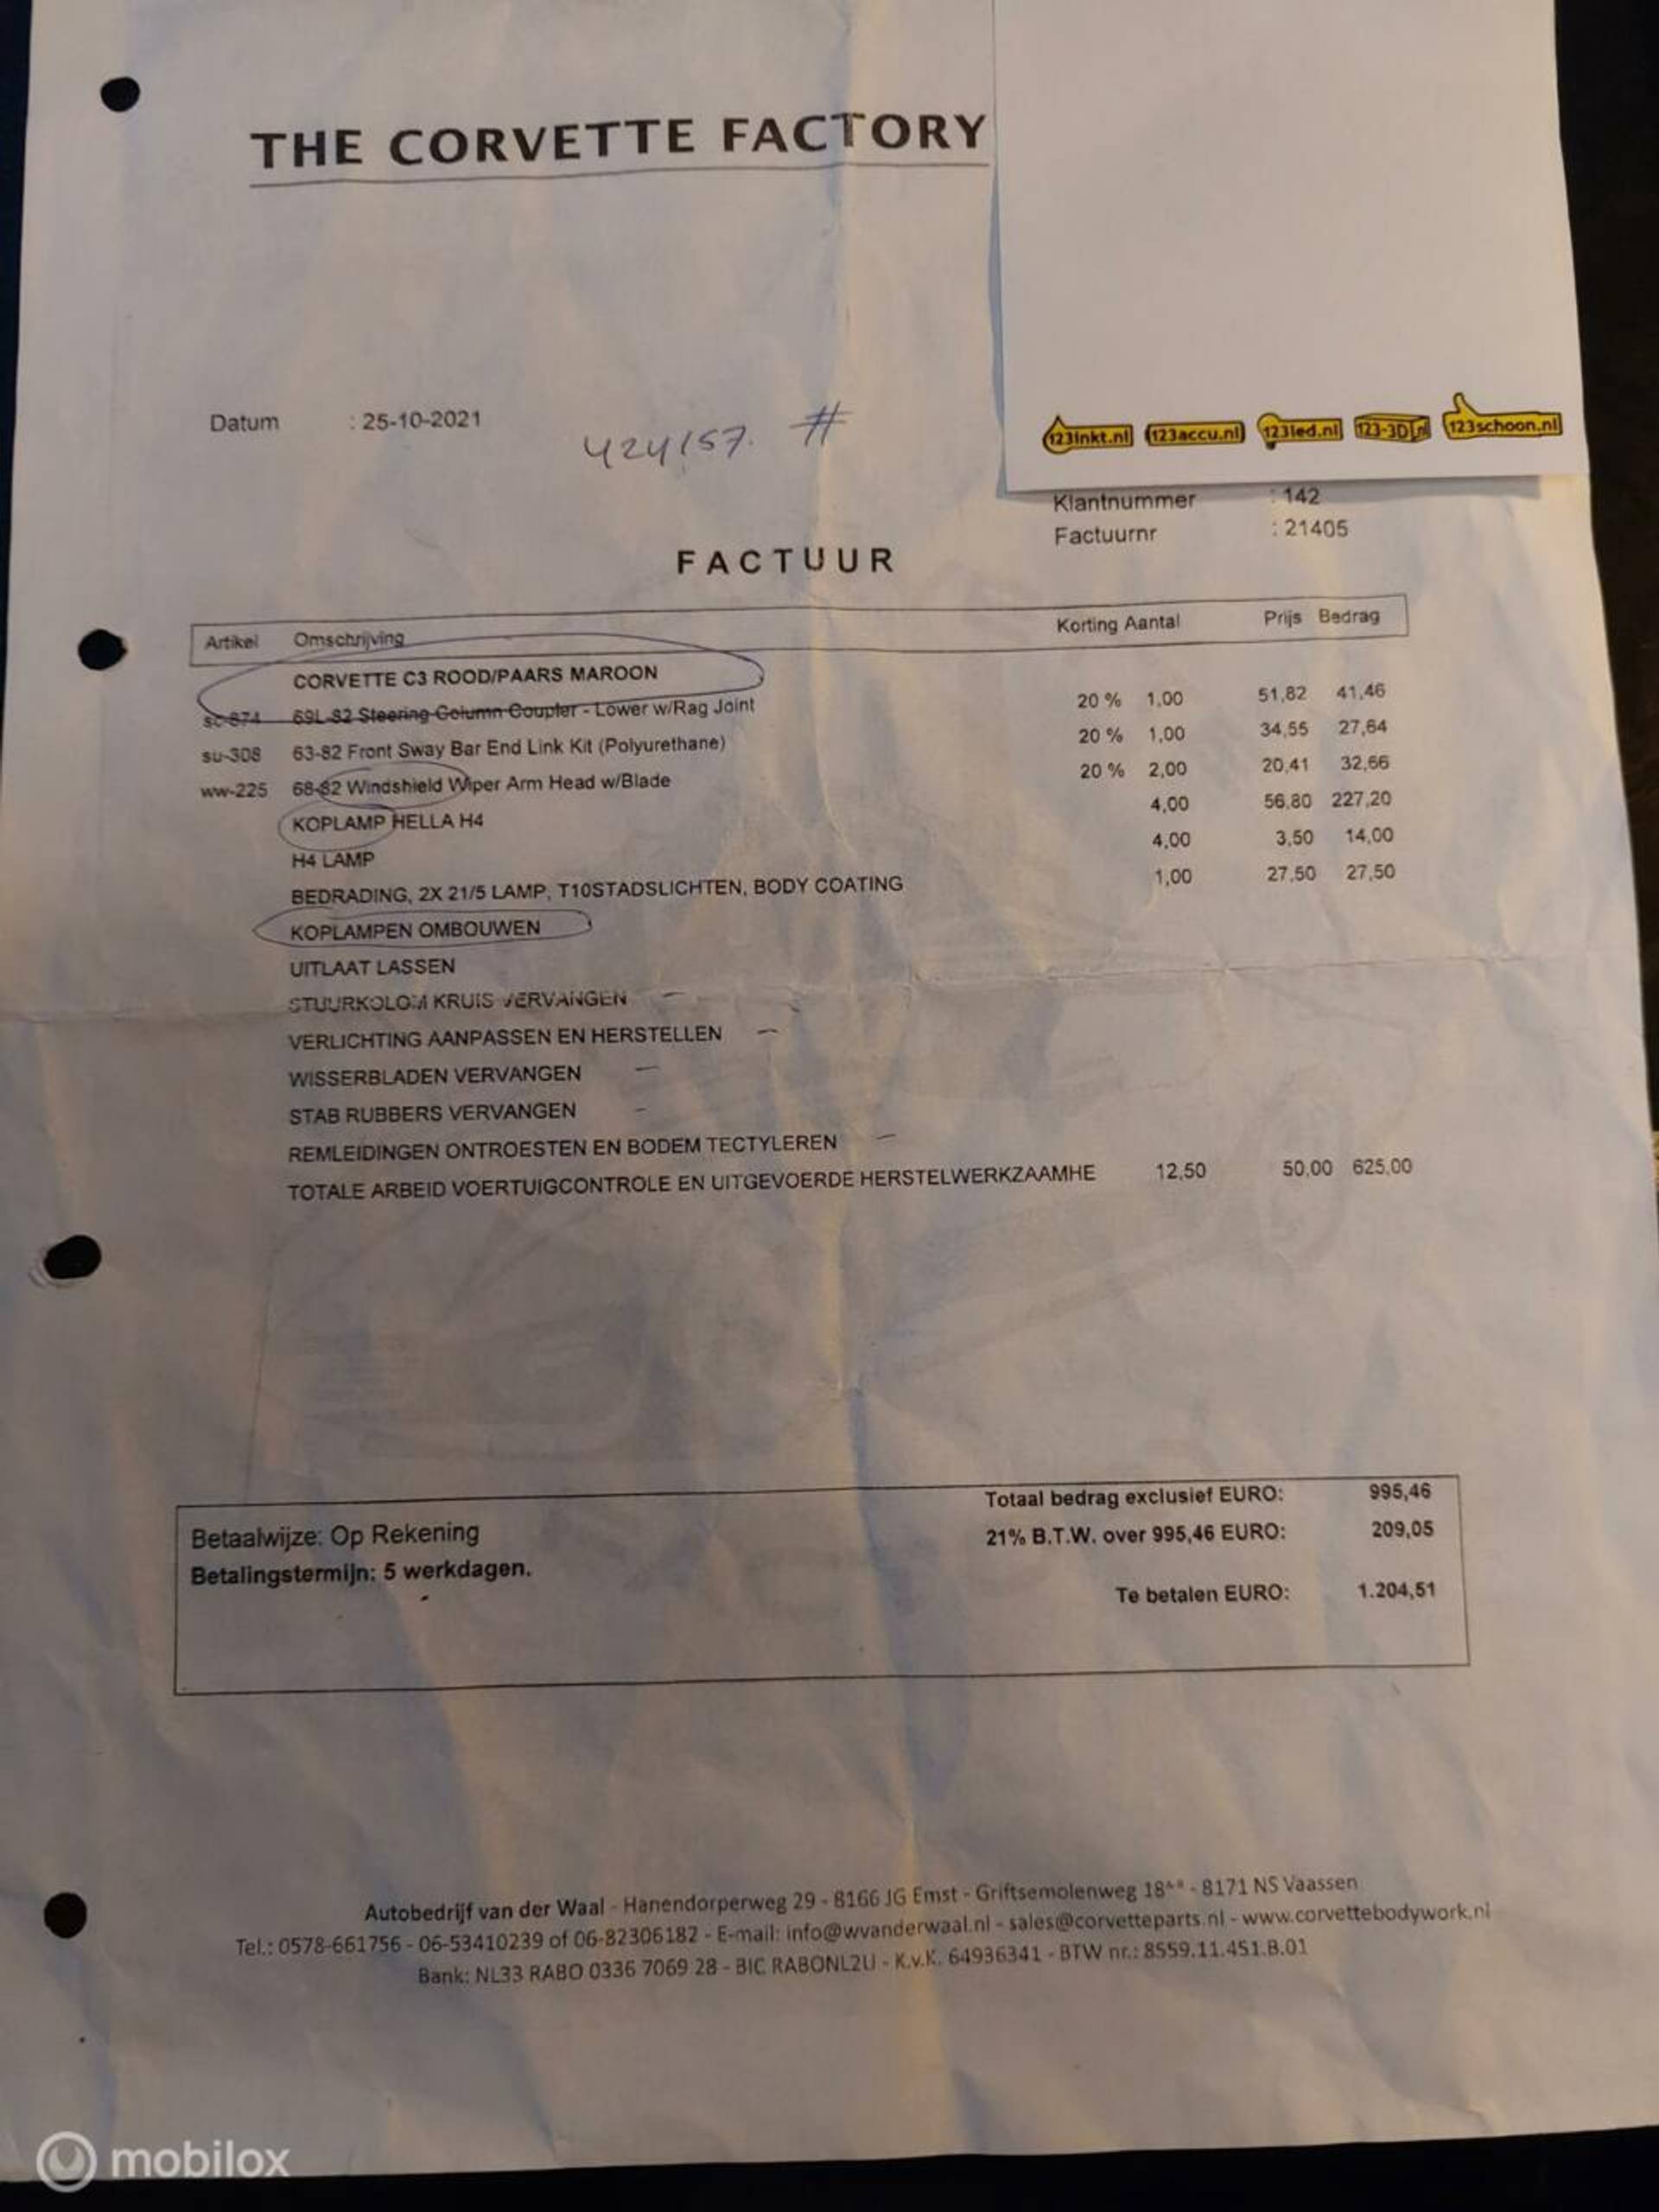 THE CORVETTE FACTORY
Datum : 25-10-2021
424157. #
123inkt.nl 123accu.nl 123led.nl 123-3D.nl 123schoon.nl
Klantnummer : 142
Factuurnr : 21405
FACTUUR
Artikel Omschrijving Korting Aantal Prijs Bedrag
CORVETTE C3 ROOD/PAARS MAROON
sc-874 69L-82 Steering Column Coupler - Lower w/Rag Joint 20 % 1,00 51,82 41,46
su-308 63-82 Front Sway Bar End Link Kit (Polyurethane) 20 % 1,00 34,55 27,64
ww-225 68-82 Windshield Wiper Arm Head w/Blade 20 % 2,00 20,41 32,66
KOPLAMP HELLA H4 4,00 56,80 227,20
H4 LAMP 4,00 3,50 14,00
BEDRADING, 2X 21/5 LAMP, T10STADSLICHTEN, BODY COATING 1,00 27,50 27,50
KOPLAMPEN OMBOUWEN
UITLAAT LASSEN
STUURKOLOM KRUIS VERVANGEN –
VERLICHTING AANPASSEN EN HERSTELLEN –
WISSERBLADEN VERVANGEN –
STAB RUBBERS VERVANGEN –
REMLEIDINGEN ONTROESTEN EN BODEM TECTYLEREN –
TOTALE ARBEID VOERTUIGCONTROLE EN UITGEVOERDE HERSTELWERKZAAMHE 12,50 50,00 625,00
Totaal bedrag exclusief EURO: 995,46
Betaalwijze: Op Rekening 21% B.T.W. over 995,46 EURO: 209,05
Betalingstermijn: 5 werkdagen.
Te betalen EURO: 1.204,51
Autobedrijf van der Waal - Hanendorperweg 29 - 8166 JG Emst - Griftsemolenweg 18 - 8171 NS Vaassen
Tel.: 0578-661756 - 06-53410239 of 06-82306182 - E-mail: info@wvanderwaal.nl - sales@corvetteparts.nl - www.corvettebodywork.nl
Bank: NL33 RABO 0336 7069 28 - BIC RABONL2U - K.v.K. 64936341 - BTW nr.: 8559.11.451.B.01
mobilox